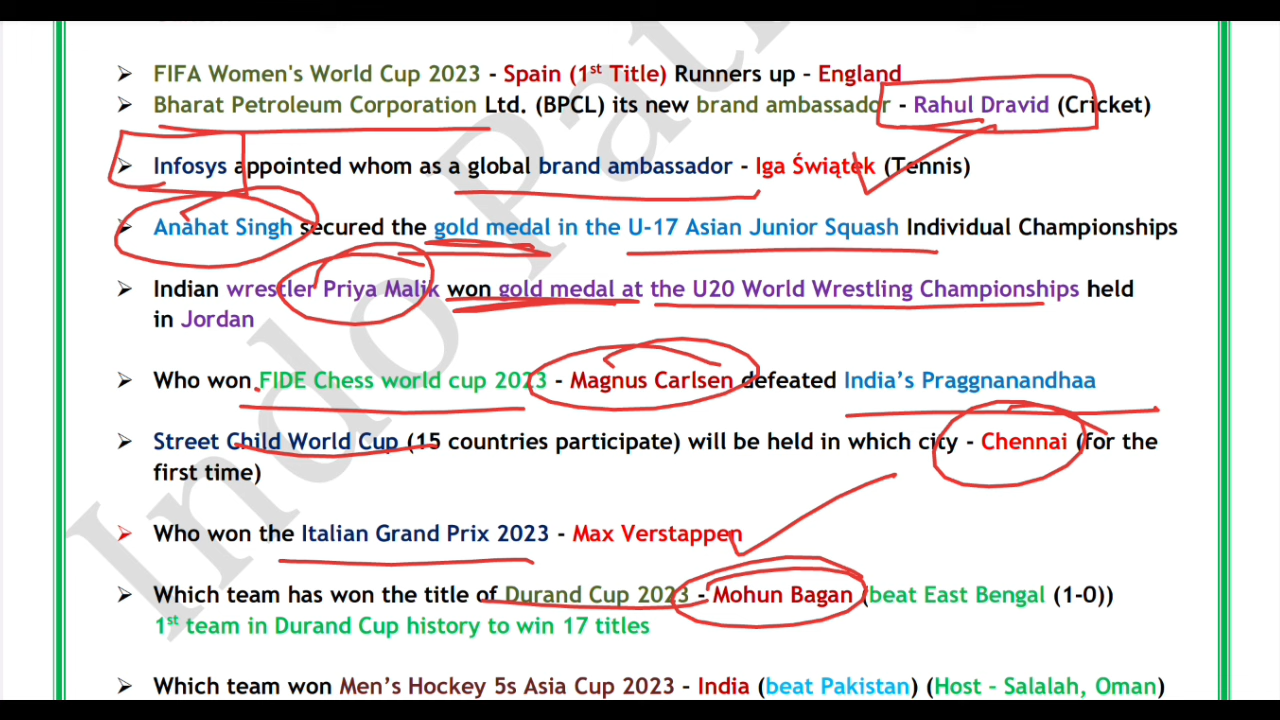 ➢ FIFA Women's World Cup 2023 - Spain (1st Title) Runners up – England
➢ Bharat Petroleum Corporation Ltd. (BPCL) its new brand ambassador - Rahul Dravid (Cricket)
➢ Infosys appointed whom as a global brand ambassador - Iga Świątek (Tennis)
➢ Anahat Singh secured the gold medal in the U-17 Asian Junior Squash Individual Championships
➢ Indian wrestler Priya Malik won gold medal at the U20 World Wrestling Championships held
in Jordan
➢ Who won FIDE Chess world cup 2023 - Magnus Carlsen defeated India’s Praggnanandhaa
➢ Street Child World Cup (15 countries participate) will be held in which city - Chennai (for the
first time)
➢ Who won the Italian Grand Prix 2023 - Max Verstappen
➢ Which team has won the title of Durand Cup 2023 - Mohun Bagan (beat East Bengal (1-0))
1st team in Durand Cup history to win 17 titles
➢ Which team won Men’s Hockey 5s Asia Cup 2023 - India (beat Pakistan) (Host – Salalah, Oman)
Indo Pat